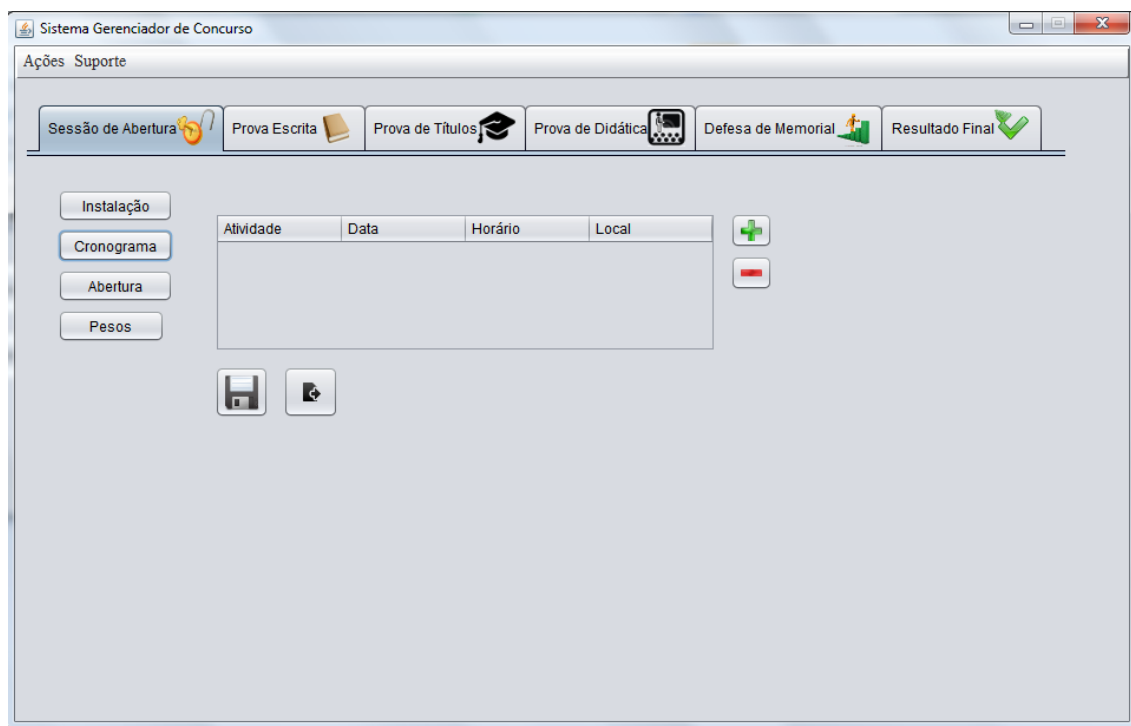 Sistema Gerenciador de Concurso
Ações Suporte
Sessão de Abertura Prova Escrita Prova de Títulos Prova de Didática Defesa de Memorial Resultado Final
Instalação
Atividade Data Horário Local
Cronograma
Abertura
Pesos